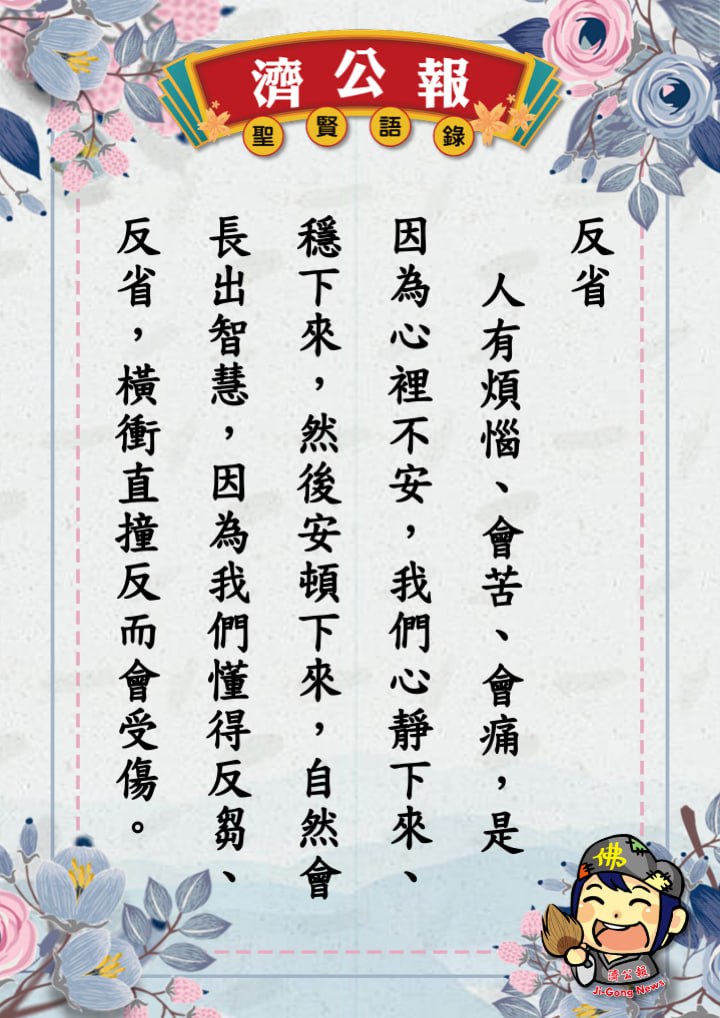 濟公報
聖賢語錄
反省
人有煩惱、會苦、會痛，是
因為心裡不安，我們心靜下來、
穩下來，然後安頓下來，自然會
長出智慧，因為我們懂得反芻、
反省，橫衝直撞反而會受傷。
佛
濟公報
Ji-Gong News